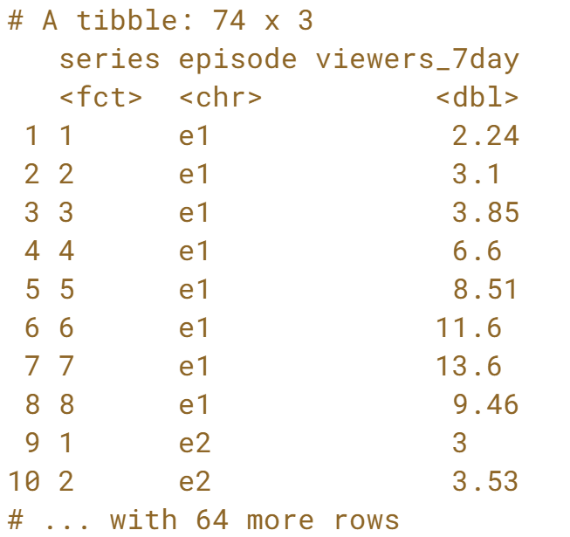 # A tibble: 74 x 3
series episode viewers_7day
<fct> <chr> <dbl>
1 1 e1 2.24
2 2 e1 3.1
3 3 e1 3.85
4 4 e1 6.6
5 5 e1 8.51
6 6 e1 11.6
7 7 e1 13.6
8 8 e1 9.46
9 1 e2 3
10 2 e2 3.53
# ... with 64 more rows